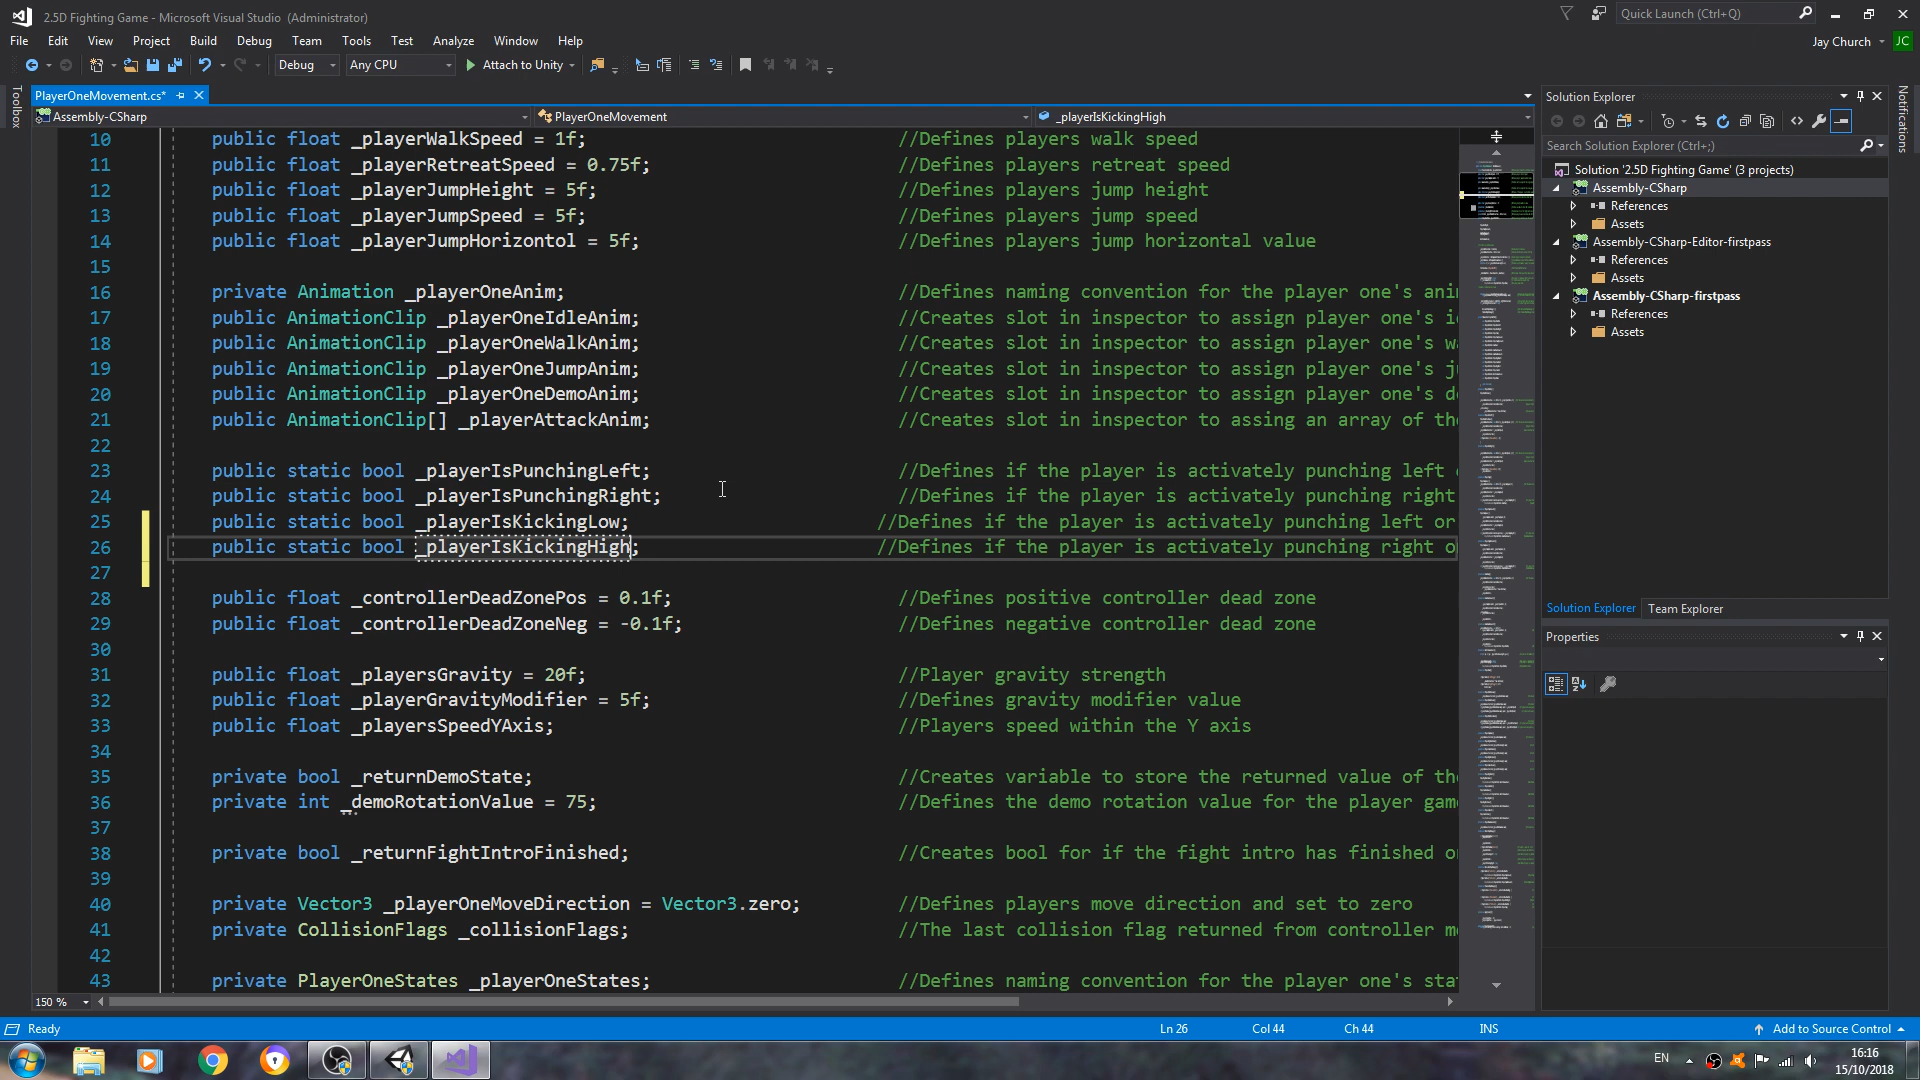 2.5D Fighting Game - Microsoft Visual Studio (Administrator)
Quick Launch (Ctrl+Q)
File Edit View Project Build Debug Team Tools Test Analyze Window Help
Jay Church JC
Debug Any CPU Attach to Unity
Toolbox
PlayerOneMovement.cs*
Assembly-CSharp PlayerOneMovement _playerIsKickingHigh
10 public float _playerWalkSpeed = 1f; //Defines players walk speed
11 public float _playerRetreatSpeed = 0.75f; //Defines players retreat speed
12 public float _playerJumpHeight = 5f; //Defines players jump height
13 public float _playerJumpSpeed = 5f; //Defines players jump speed
14 public float _playerJumpHorizontol = 5f; //Defines players jump horizontal value
15
16 private Animation _playerOneAnim; //Defines naming convention for the player one's ani
17 public AnimationClip _playerOneIdleAnim; //Creates slot in inspector to assign player one's i
18 public AnimationClip _playerOneWalkAnim; //Creates slot in inspector to assign player one's w
19 public AnimationClip _playerOneJumpAnim; //Creates slot in inspector to assign player one's j
20 public AnimationClip _playerOneDemoAnim; //Creates slot in inspector to assign player one's d
21 public AnimationClip[] _playerAttackAnim; //Creates slot in inspector to assing an array of the
22
23 public static bool _playerIsPunchingLeft; //Defines if the player is activately punching left
24 public static bool _playerIsPunchingRight; //Defines if the player is activately punching right
25 public static bool _playerIsKickingLow; //Defines if the player is activately punching left or
26 public static bool _playerIsKickingHigh; //Defines if the player is activately punching right o
27
28 public float _controllerDeadZonePos = 0.1f; //Defines positive controller dead zone
29 public float _controllerDeadZoneNeg = -0.1f; //Defines negative controller dead zone
30
31 public float _playersGravity = 20f; //Player gravity strength
32 public float _playerGravityModifier = 5f; //Defines gravity modifier value
33 public float _playersSpeedYAxis; //Players speed within the Y axis
34
35 private bool _returnDemoState; //Creates variable to store the returned value of the
36 private int _demoRotationValue = 75; //Defines the demo rotation value for the player gam
37
38 private bool _returnFightIntroFinished; //Creates bool for if the fight intro has finished o
39
40 private Vector3 _playerOneMoveDirection = Vector3.zero; //Defines players move direction and set to zero
41 private CollisionFlags _collisionFlags; //The last collision flag returned from controller m
42
43 private PlayerOneStates _playerOneStates; //Defines naming convention for the player one's sta
150 %
Solution Explorer
Search Solution Explorer (Ctrl+;)
Solution '2.5D Fighting Game' (3 projects)
Assembly-CSharp
References
Assets
Assembly-CSharp-Editor-firstpass
References
Assets
Assembly-CSharp-firstpass
References
Assets
Solution Explorer Team Explorer
Properties
Notifications
Ready Ln 26 Col 44 Ch 44 INS Add to Source Control
EN 16:16
15/10/2018